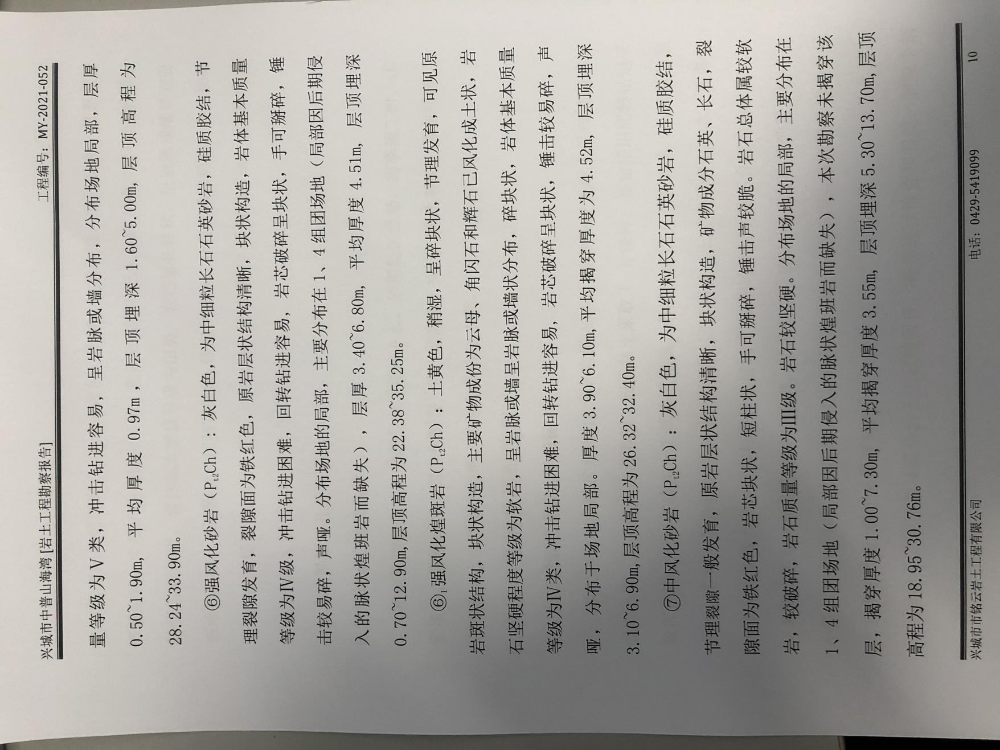 兴城市中普山海湾[岩土工程勘察报告] 工程编号：MY-2021-052
量等级为Ⅴ类，冲击钻进容易，呈岩脉或墙分布，分布场地局部，层厚
0.50~1.90m, 平均厚度 0.97m，层顶埋深 1.60~5.00m, 层顶高程为
28.24~33.90m。
⑥强风化砂岩（Pt2Ch）：灰白色，为中细粒长石石英砂岩，硅质胶结，节
理裂隙发育，裂隙面为铁红色，原岩层状结构清晰，块状构造，岩体基本质量
等级为Ⅳ级，冲击钻进困难，回转钻进容易，岩芯破碎呈块状，手可掰碎，锤
击较易碎，声哑。分布场地的局部，主要分布在 1、4 组团场地（局部因后期侵
入的脉状煌班岩而缺失），层厚 3.40~6.80m, 平均厚度 4.51m, 层顶埋深
0.70~12.90m,层顶高程为 22.38~35.25m。
⑥1 强风化煌斑岩（Pt2Ch）：土黄色，稍湿，呈碎块状，节理发育，可见原
岩斑状结构，块状构造，主要矿物成份为云母、角闪石和辉石已风化成土状，岩
石坚硬程度等级为软岩，呈岩脉或墙呈岩脉或墙状分布，碎块状，岩体基本质量
等级为Ⅳ类，冲击钻进困难，回转钻进容易，岩芯破碎呈块状，锤击较易碎，声
哑，分布于场地局部。厚度 3.90~6.10m,平均揭穿厚度为 4.52m, 层顶埋深
3.10~6.90m,层顶高程为 26.32~32.40m。
⑦中风化砂岩（Pt2Ch）：灰白色，为中细粒长石石英砂岩，硅质胶结，
节理裂隙一般发育，原岩层状结构清晰，块状构造，矿物成分石英、长石，裂
隙面为铁红色，岩芯块状，短柱状，手可掰碎，锤击声较脆。岩石总体属较软
岩，较破碎，岩石质量等级为Ⅲ级。岩石较坚硬。分布场地的局部，主要分布在
1、4 组团场地（局部因后期侵入的脉状煌班岩而缺失），本次勘察未揭穿该
层，揭穿厚度 1.00~7.30m, 平均揭穿厚度 3.55m, 层顶埋深 5.30~13.70m,层顶
高程为 18.95~30.76m。
兴城市市铭云岩土工程有限公司 电话：0429-5419099 10